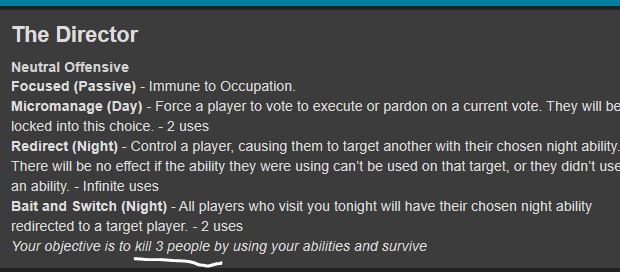 The Director
Neutral Offensive
Focused (Passive) - Immune to Occupation.
Micromanage (Day) - Force a player to vote to execute or pardon on a current vote. They will be
locked into this choice. - 2 uses
Redirect (Night) - Control a player, causing them to target another with their chosen night ability.
There will be no effect if the ability they were using can't be used on that target, or they didn't use
an ability. - Infinite uses
Bait and Switch (Night) - All players who visit you tonight will have their chosen night ability
redirected to a target player. - 2 uses
Your objective is to kill 3 people by using your abilities and survive